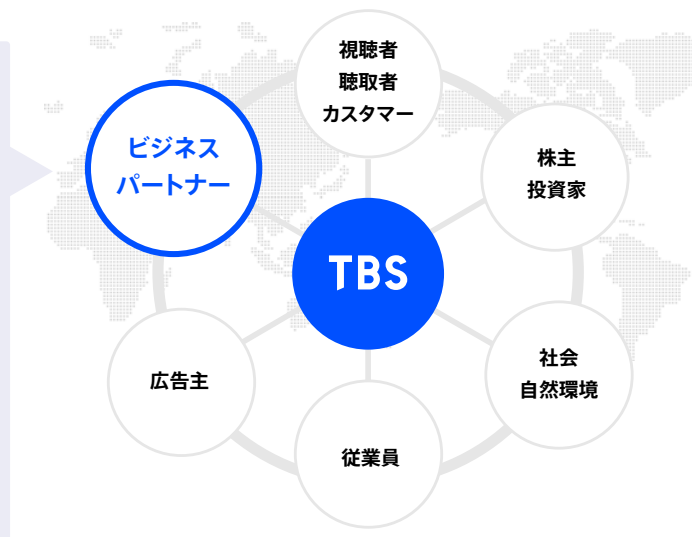 視聴者
聴取者
カスタマー
ビジネス
パートナー
株主
投資家
TBS
社会
自然環境
広告主
従業員